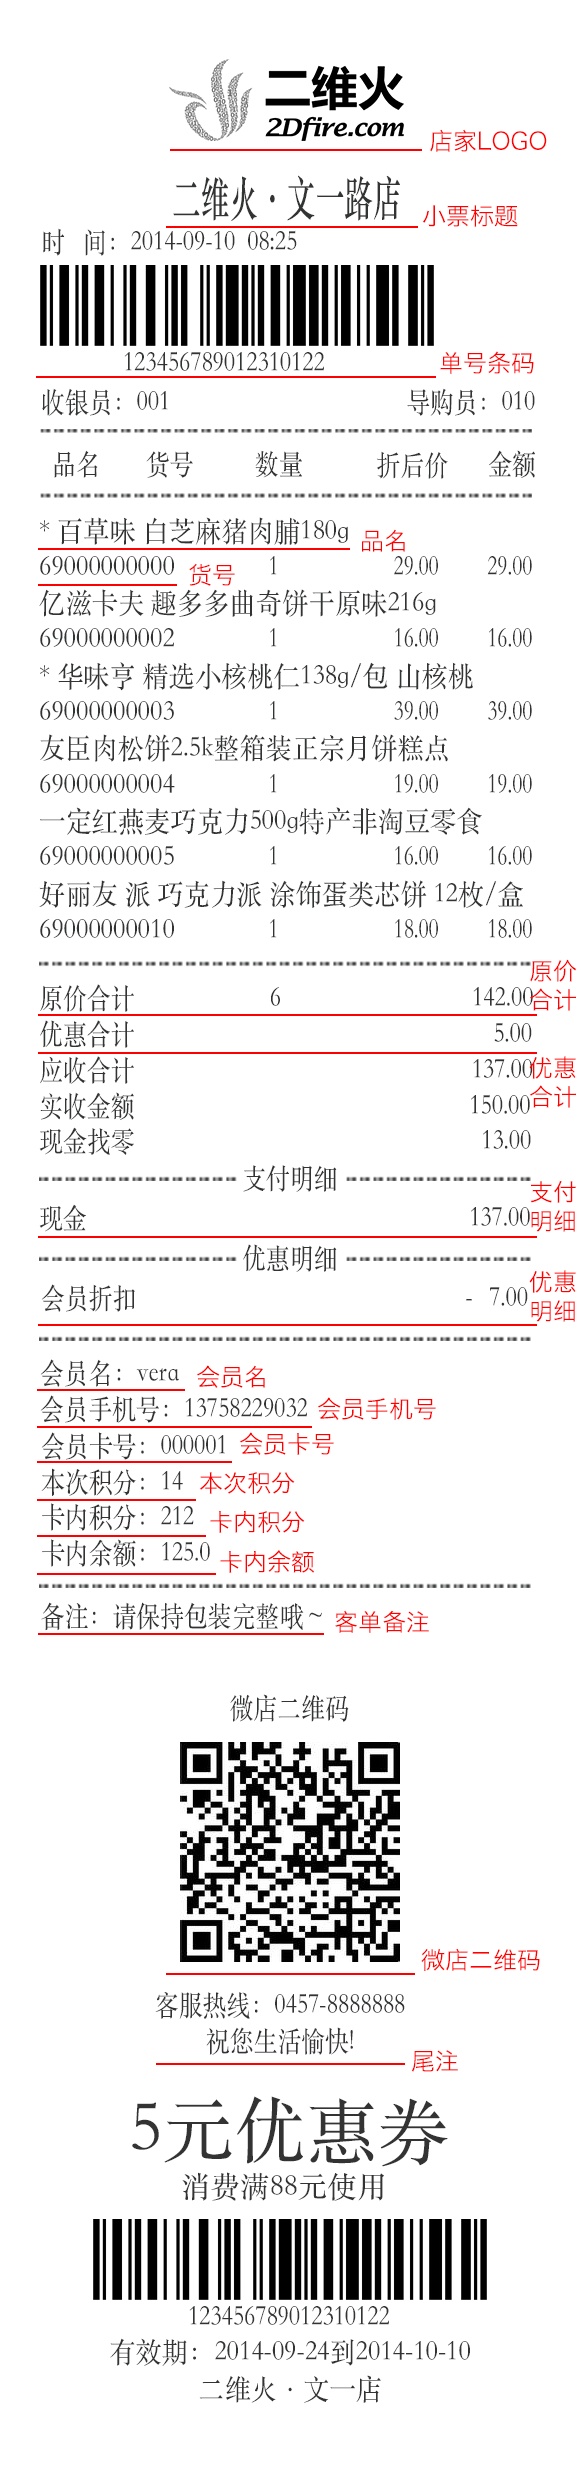 二维火
2Dfire.com
店家LOGO
二维火·文一路店
小票标题
时 间: 2014-09-10 08:25
123456789012310122
单号条码
收银员: 001 导购员: 010
品名 货号 数量 折后价 金额
* 百草味 白芝麻猪肉脯180g 品名
69000000000 货号 1 29.00 29.00
亿滋卡夫 趣多多曲奇饼干原味216g
69000000002 1 16.00 16.00
* 华味亨 精选小核桃仁138g/包 山核桃
69000000003 1 39.00 39.00
友臣肉松饼2.5k整箱装正宗月饼糕点
69000000004 1 19.00 19.00
一定红燕麦巧克力500g特产非淘豆零食
69000000005 1 16.00 16.00
好丽友 派 巧克力派 涂饰蛋类芯饼 12枚/盒
69000000010 1 18.00 18.00
原价合计 6 142.00 原价合计
优惠合计 5.00
应收合计 137.00 优惠合计
实收金额 150.00
现金找零 13.00
支付明细
现金 137.00 支付明细
优惠明细
会员折扣 - 7.00 优惠明细
会员名: vera 会员名
会员手机号: 13758229032 会员手机号
会员卡号: 000001 会员卡号
本次积分: 14 本次积分
卡内积分: 212 卡内积分
卡内余额: 125.0 卡内余额
备注: 请保持包装完整哦~ 客单备注
微店二维码
微店二维码
客服热线: 0457-8888888
祝您生活愉快!
尾注
5元优惠券
消费满88元使用
123456789012310122
有效期: 2014-09-24到2014-10-10
二维火·文一店